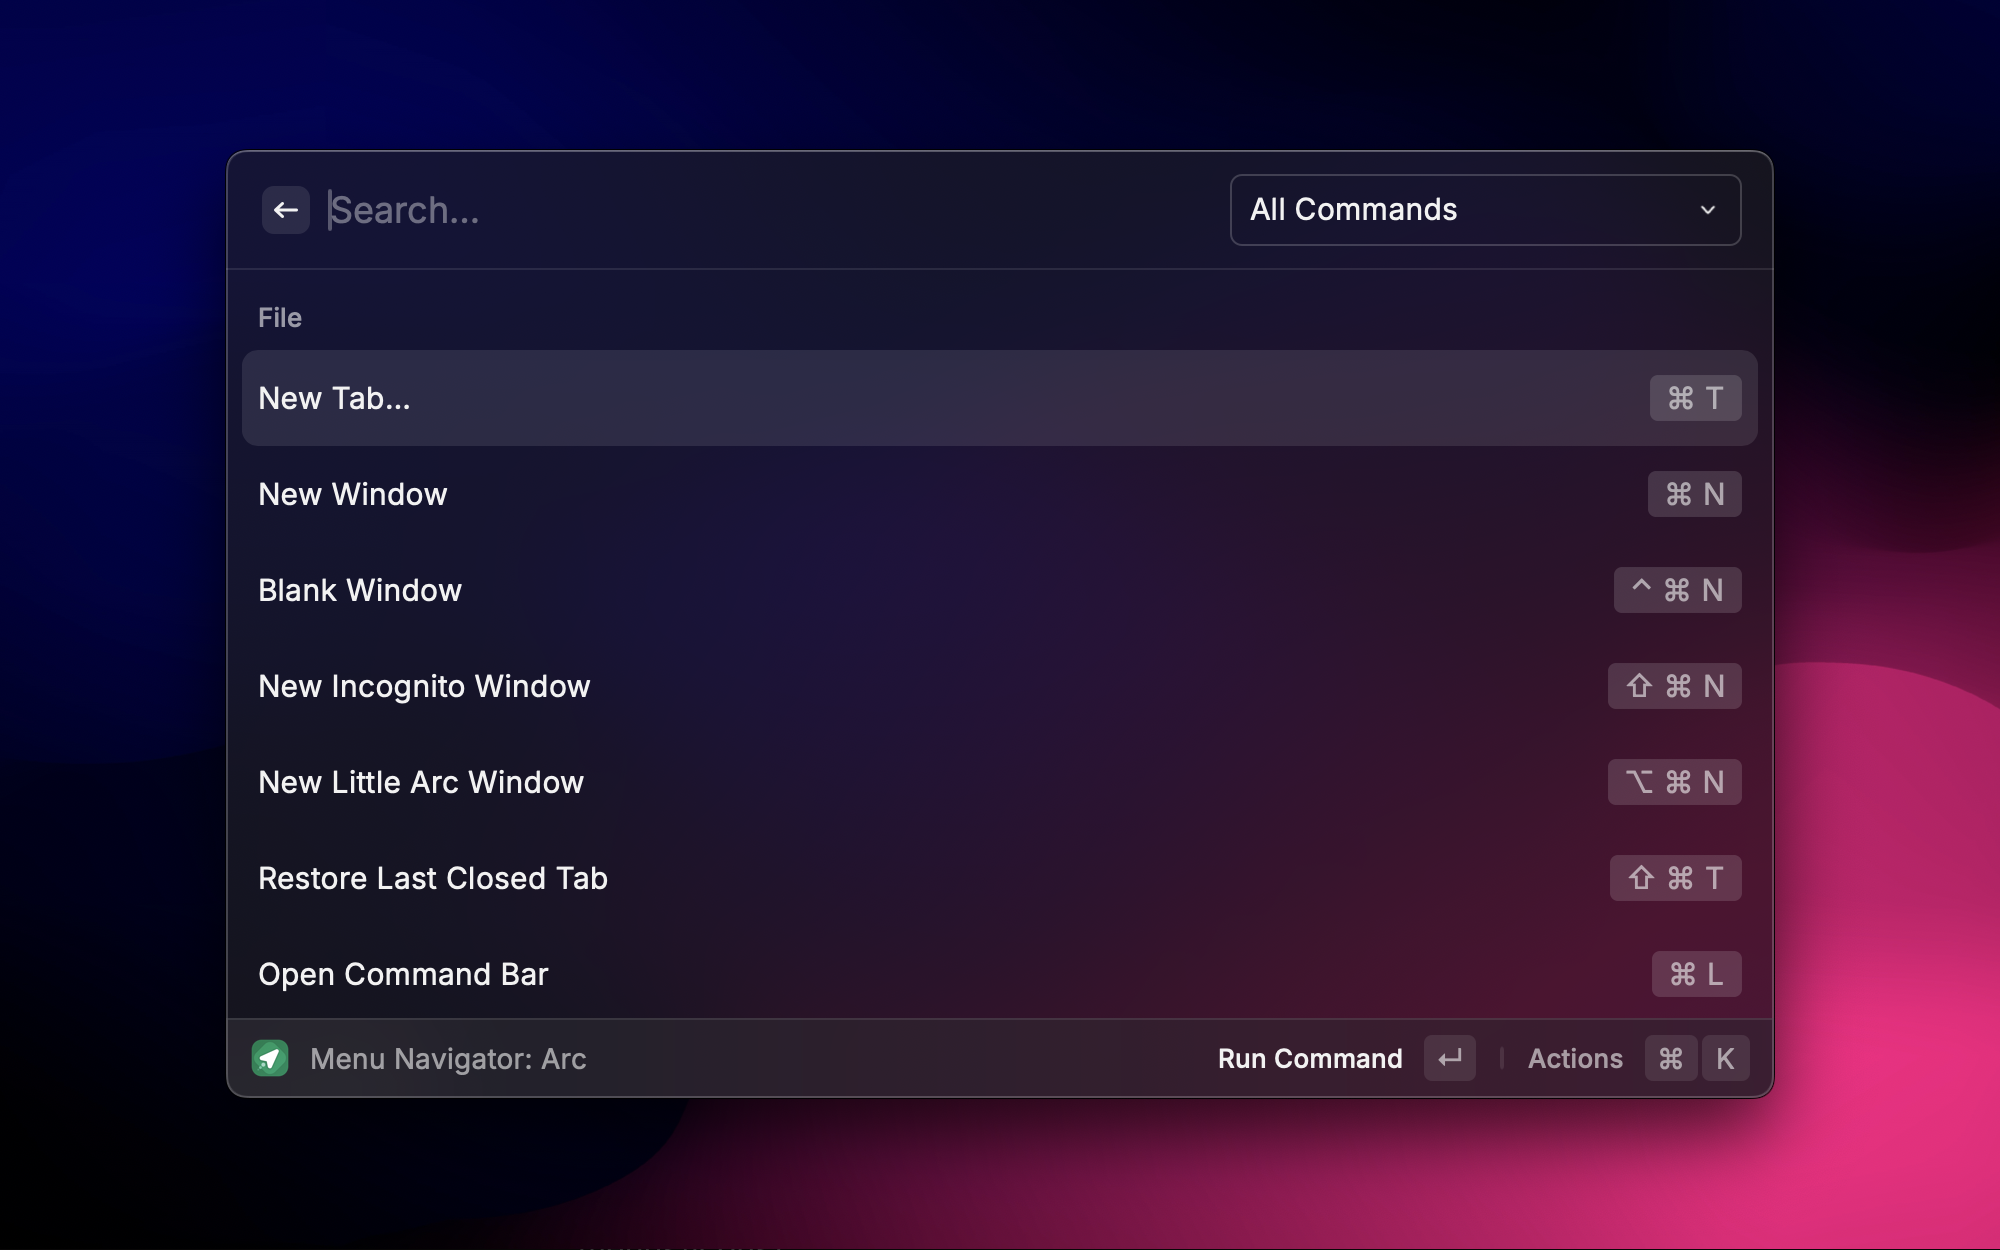 Search...
All Commands
File
New Tab...
⌘ T
New Window
⌘ N
Blank Window
^ ⌘ N
New Incognito Window
⇧ ⌘ N
New Little Arc Window
⌥ ⌘ N
Restore Last Closed Tab
⇧ ⌘ T
Open Command Bar
⌘ L
Menu Navigator: Arc
Run Command ↵
Actions ⌘ K